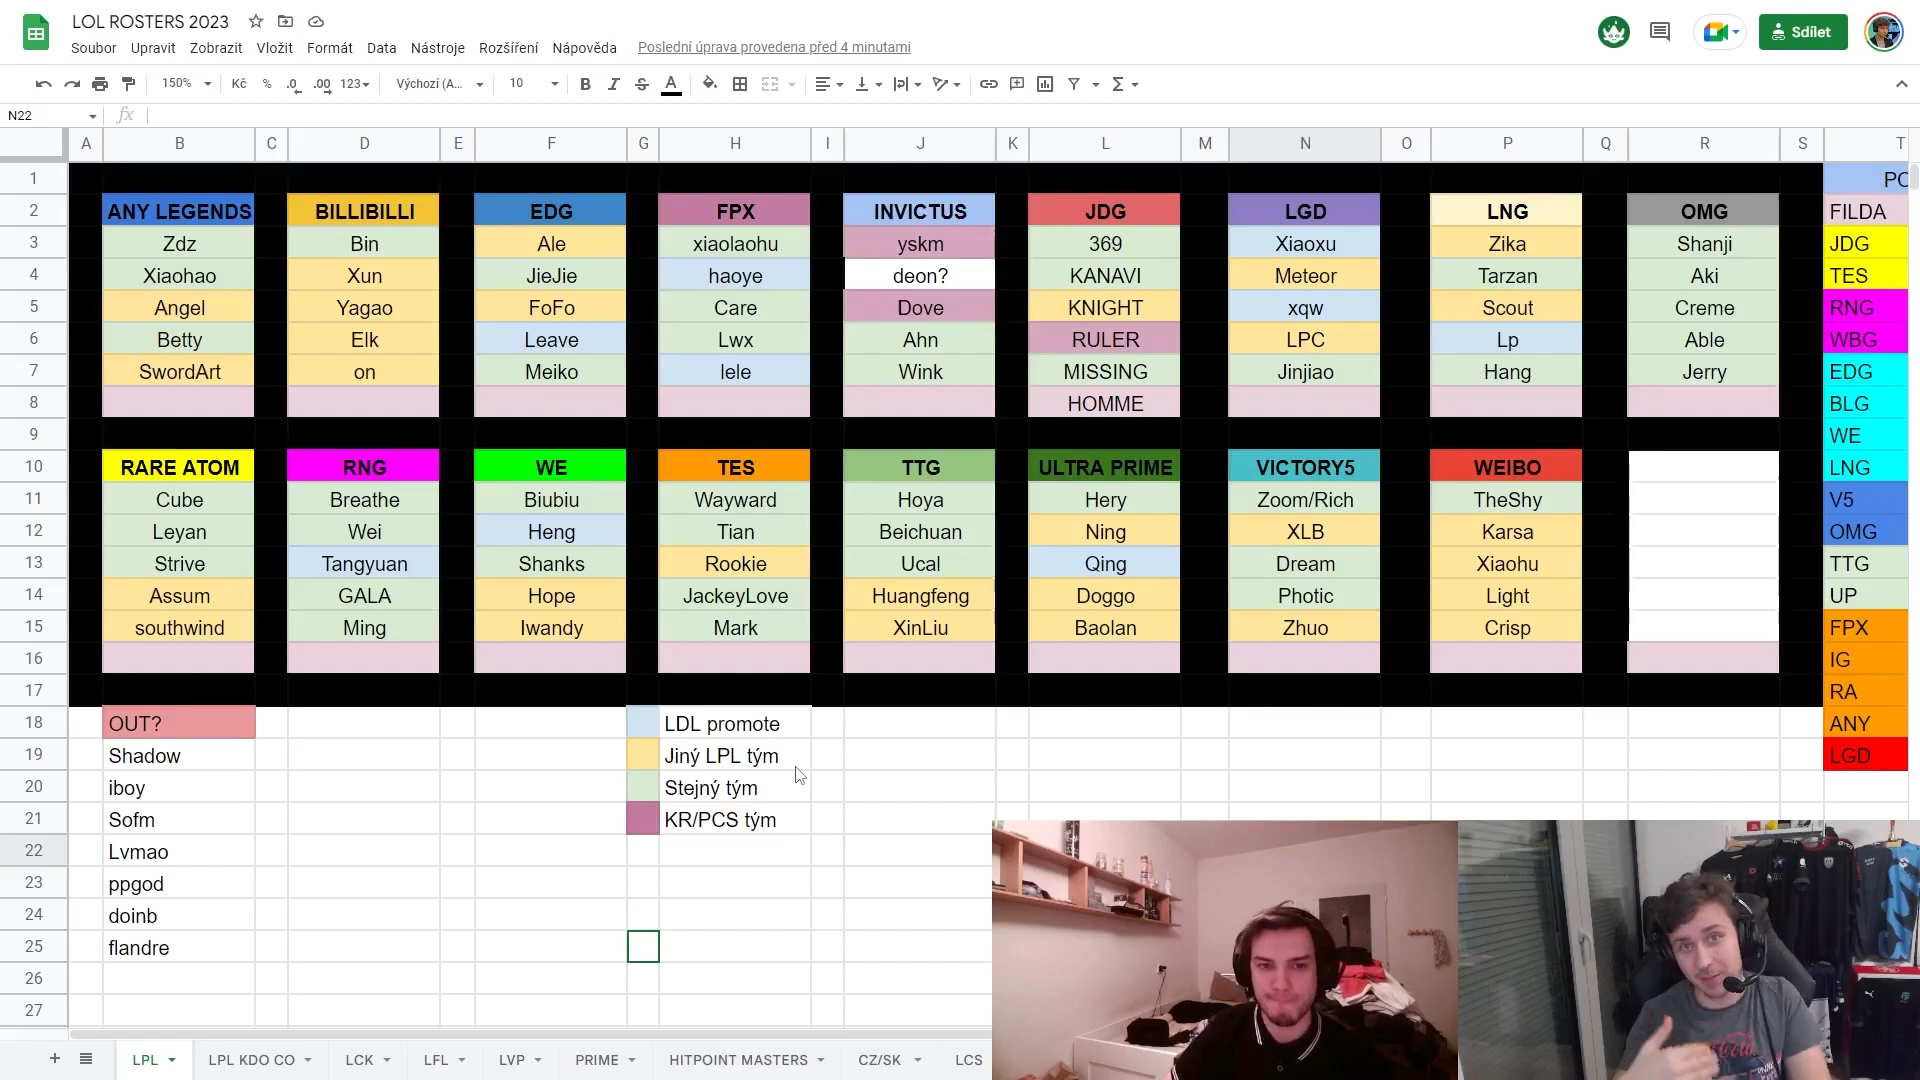 LOL ROSTERS 2023
Soubor Upravit Zobrazit Vložit Formát Data Nástroje Rozšíření Nápověda Poslední úprava provedena před 4 minutami
Sdílet
150% Kč % .0 .00 123 Výchozí (A... 10 B I S A
N22 fx
A B C D E F G H I J K L M N O P Q R S T
1 PO
2 ANY LEGENDS BILLIBILLI EDG FPX INVICTUS JDG LGD LNG OMG FILDA
3 Zdz Bin Ale xiaolaohu yskm 369 Xiaoxu Zika Shanji JDG
4 Xiaohao Xun JieJie haoye deon? KANAVI Meteor Tarzan Aki TES
5 Angel Yagao FoFo Care Dove KNIGHT xqw Scout Creme RNG
6 Betty Elk Leave Lwx Ahn RULER LPC Lp Able WBG
7 SwordArt on Meiko lele Wink MISSING Jinjiao Hang Jerry EDG
8 HOMME BLG
9 WE
10 RARE ATOM RNG WE TES TTG ULTRA PRIME VICTORY5 WEIBO LNG
11 Cube Breathe Biubiu Wayward Hoya Hery Zoom/Rich TheShy V5
12 Leyan Wei Heng Tian Beichuan Ning XLB Karsa OMG
13 Strive Tangyuan Shanks Rookie Ucal Qing Dream Xiaohu TTG
14 Assum GALA Hope JackeyLove Huangfeng Doggo Photic Light UP
15 southwind Ming Iwandy Mark XinLiu Baolan Zhuo Crisp FPX
16 IG
17 RA
18 OUT? LDL promote ANY
19 Shadow Jiný LPL tým LGD
20 iboy Stejný tým
21 Sofm KR/PCS tým
22 Lvmao
23 ppgod
24 doinb
25 flandre
26
27
LPL LPL KDO CO LCK LFL LVP PRIME HITPOINT MASTERS CZ/SK LCS